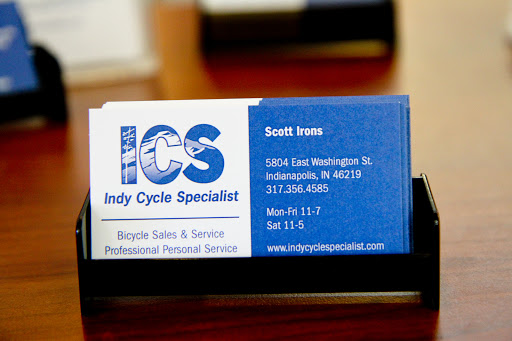 ICS
Indy Cycle Specialist
Bicycle Sales & Service
Professional Personal Service
Scott Irons
5804 East Washington St.
Indianapolis, IN 46219
317.356.4585
Mon-Fri 11-7
Sat 11-5
www.indycyclespecialist.com